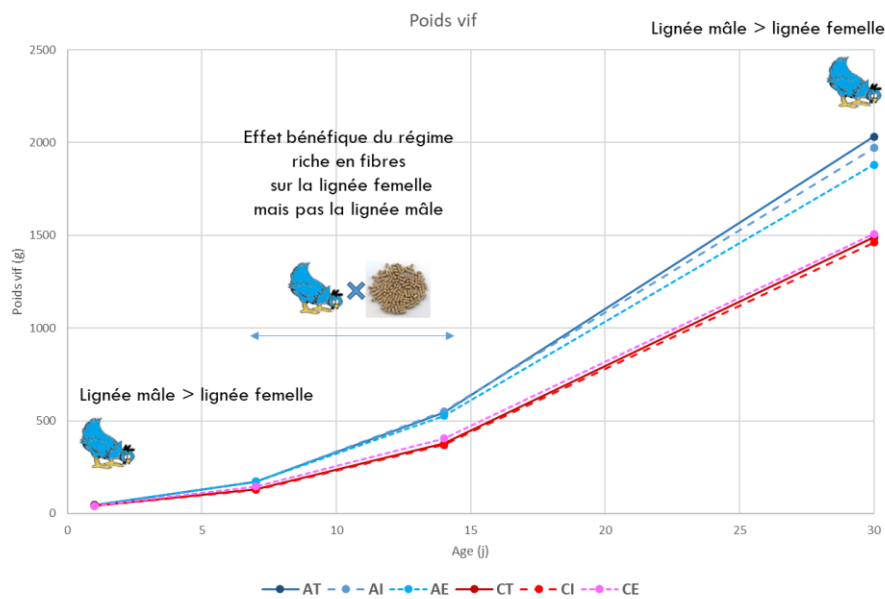 Poids vif
Lignée mâle > lignée femelle
2500
2000
1500
1000
500
0
Poids vif (g)
Effet bénéfique du régime
riche en fibres
sur la lignée femelle
mais pas la lignée mâle
Lignée mâle > lignée femelle
0 5 10 15 20 25 30
Age (j)
AT AI AE CT CI CE